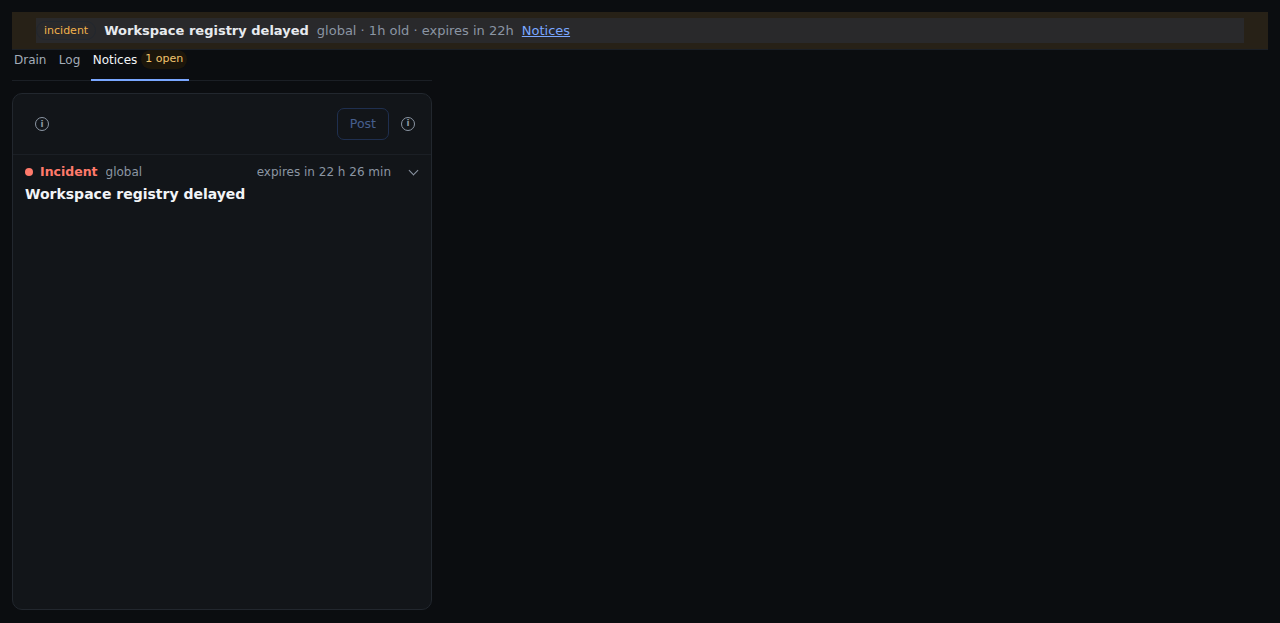 incident Workspace registry delayed global · 1h old · expires in 22h Notices
Drain Log Notices 1 open
Post
Incident global expires in 22 h 26 min
Workspace registry delayed